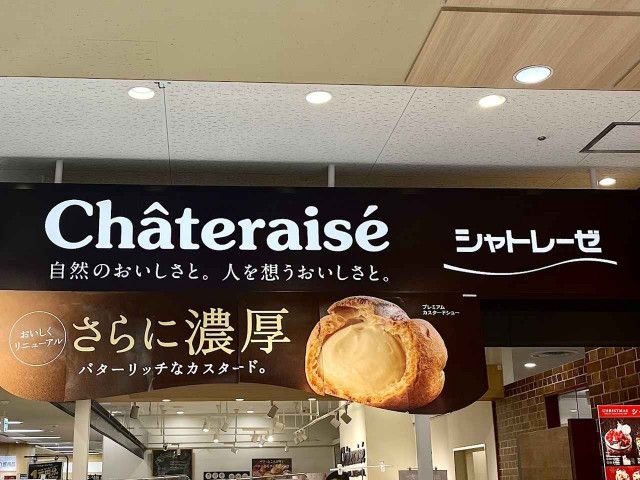 Châteraisé
シャトレーゼ
自然のおいしさと。人を想うおいしさと。
おいしく
リニューアル
さらに濃厚
バターリッチなカスタード。
プレミアム
カスタードシュー
CHRISTMAS